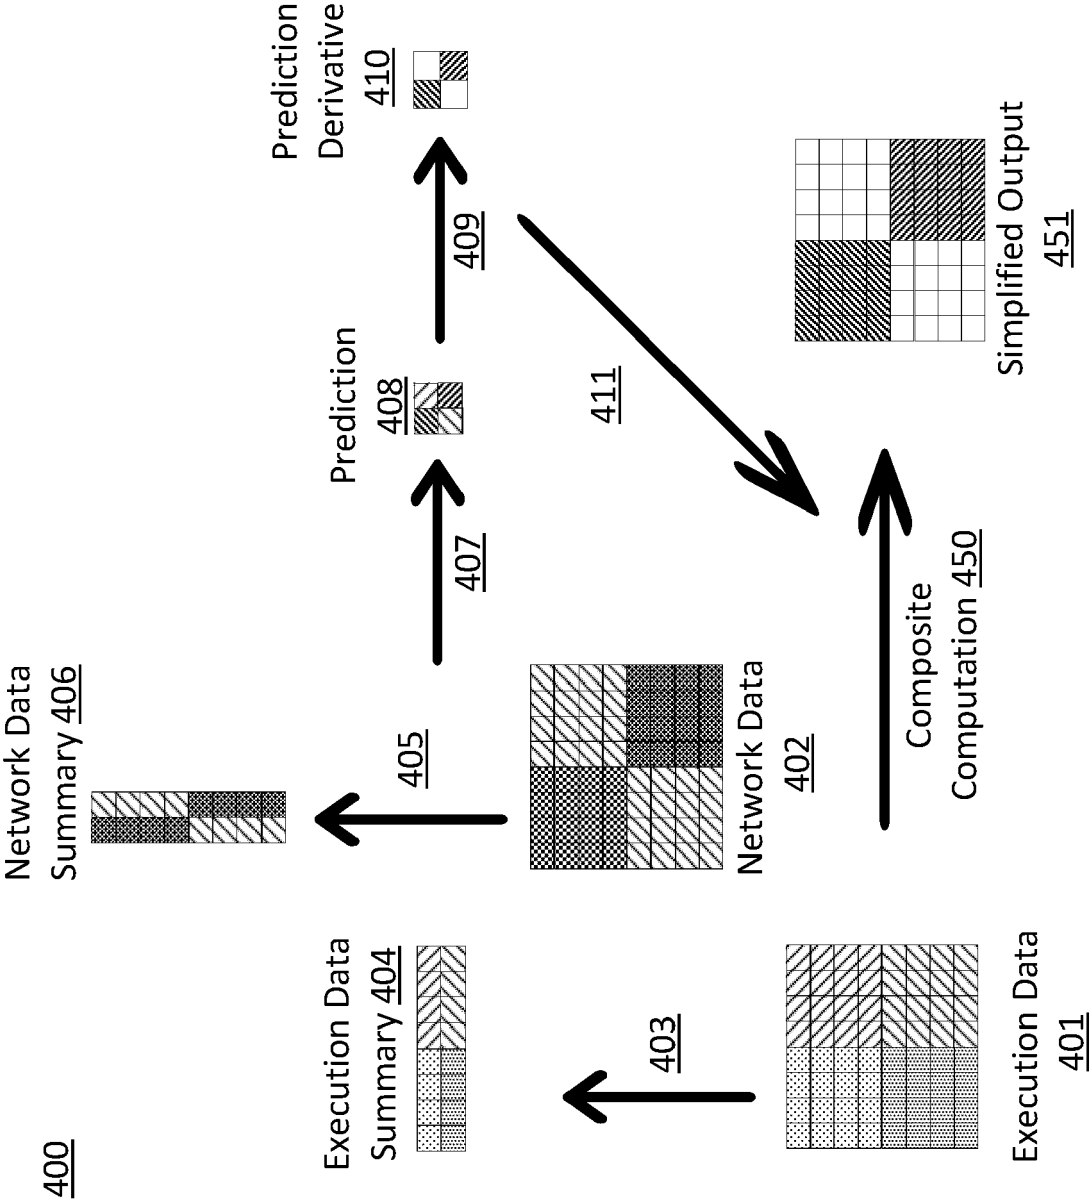 400
Execution Data
Summary 404
Network Data
Summary 406
Prediction
408
Prediction
Derivative
410
403
405
407
409
411
Execution Data
401
Network Data
402
Composite
Computation 450
Simplified Output
451